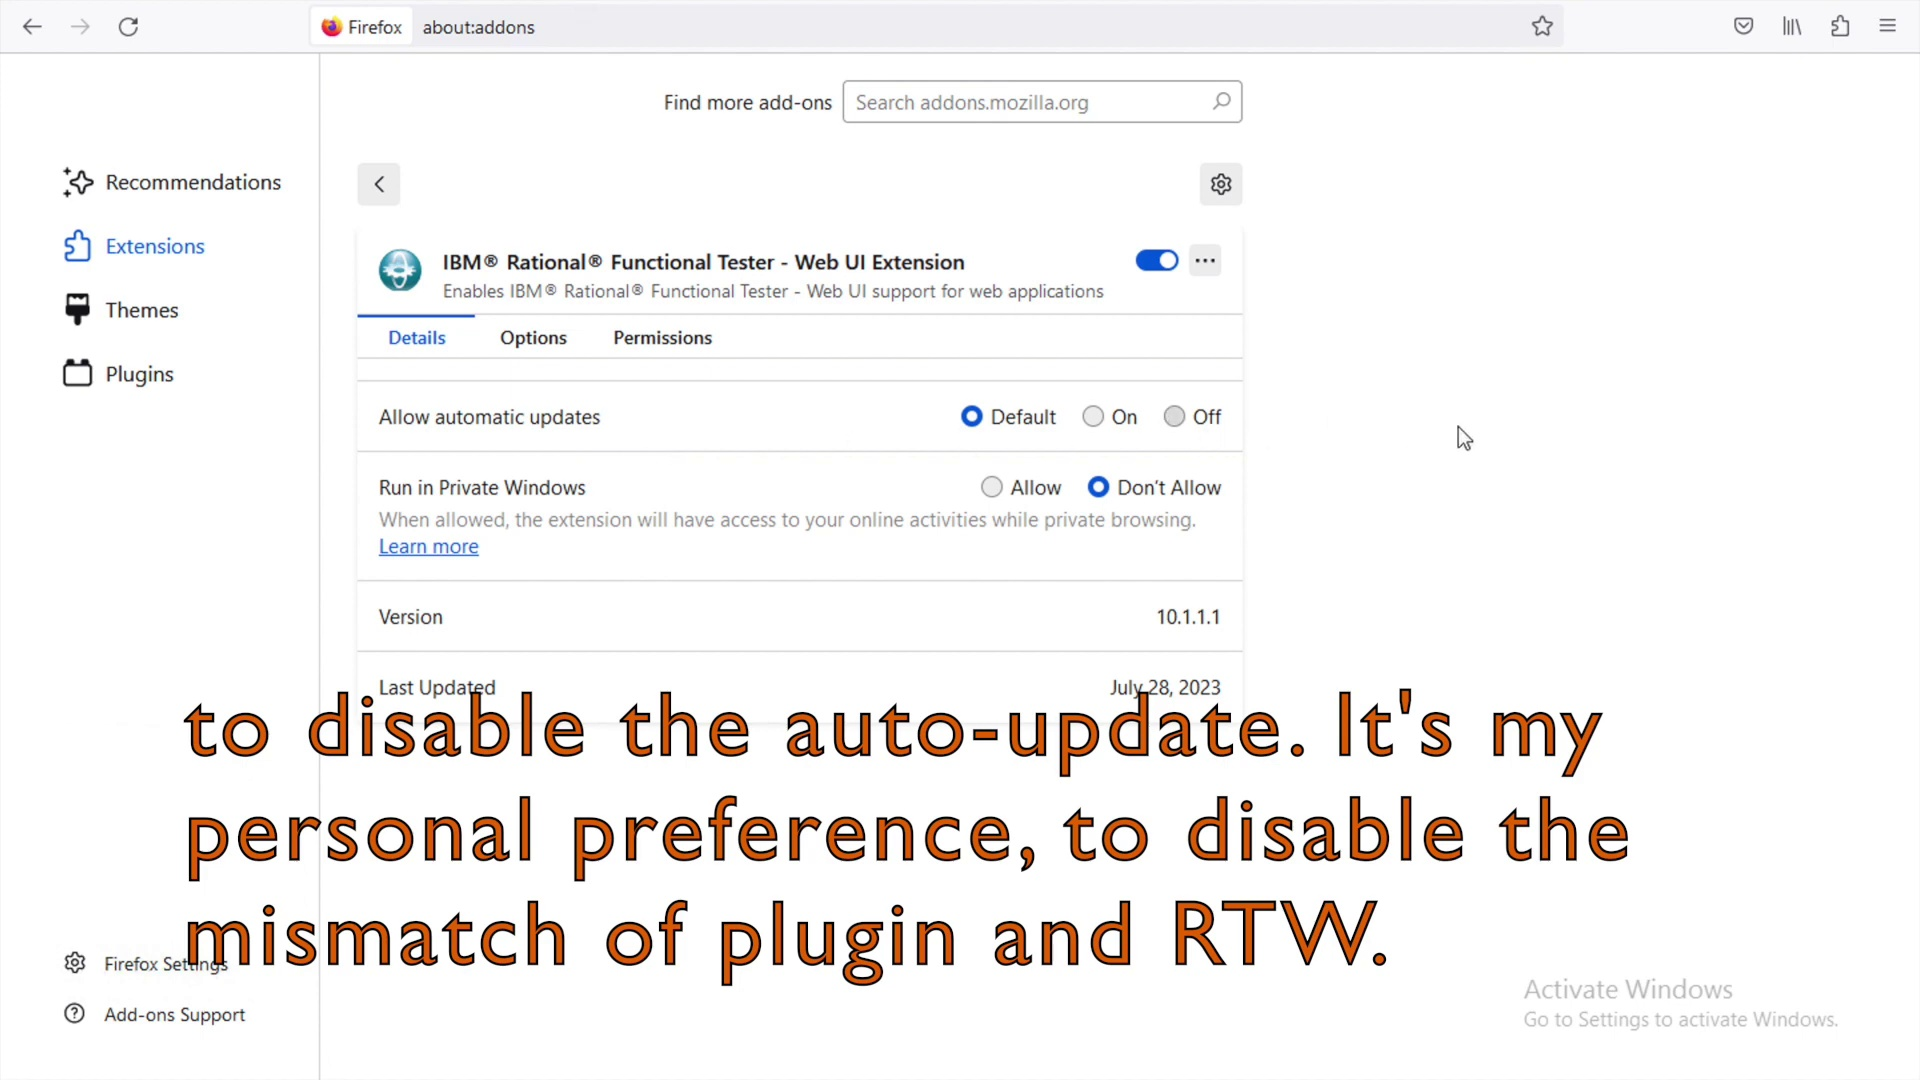 Firefox about:addons
Find more add-ons Search addons.mozilla.org
Recommendations
Extensions
Themes
Plugins
IBM® Rational® Functional Tester - Web UI Extension
Enables IBM® Rational® Functional Tester - Web UI support for web applications
Details Options Permissions
Allow automatic updates Default On Off
Run in Private Windows Allow Don't Allow
When allowed, the extension will have access to your online activities while private browsing.
Learn more
Version 10.1.1.1
Last Updated July 28, 2023
to disable the auto-update. It's my
personal preference, to disable the
mismatch of plugin and RTW.
Firefox Settings
Add-ons Support
Activate Windows
Go to Settings to activate Windows.